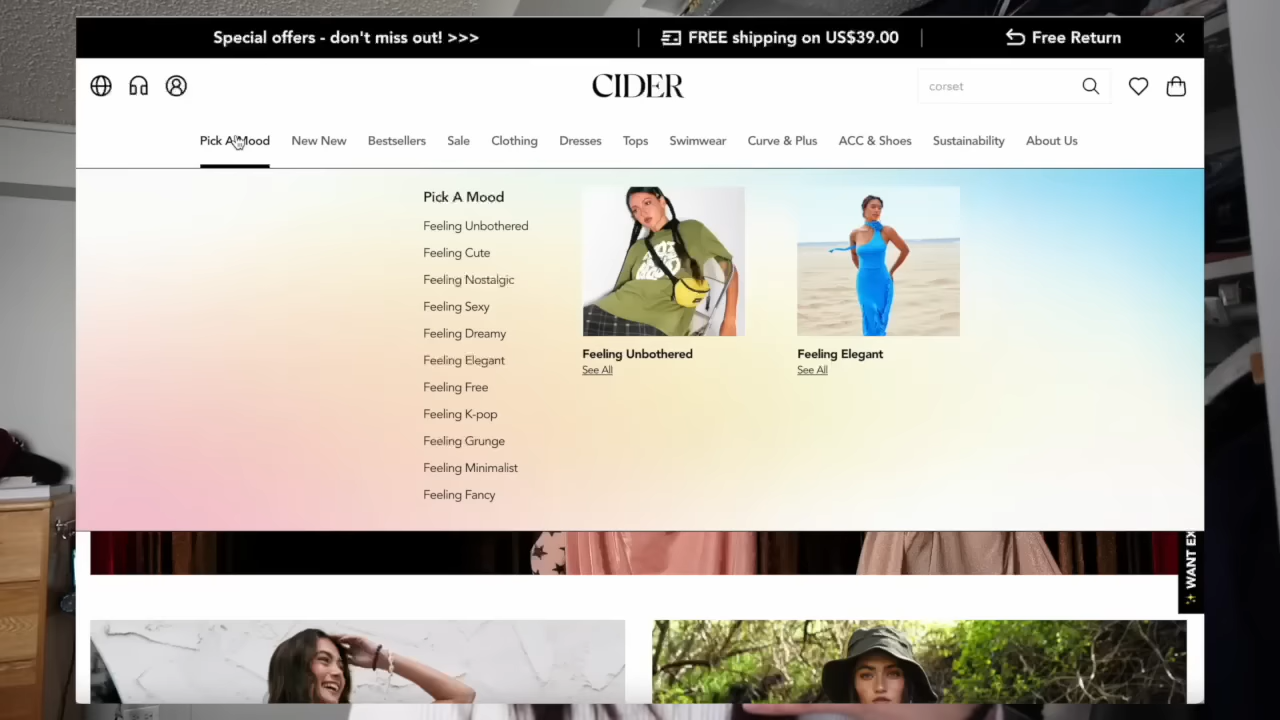 Special offers - don't miss out! >>>
FREE shipping on US$39.00
Free Return
CIDER
corset
Pick A Mood
New New
Bestsellers
Sale
Clothing
Dresses
Tops
Swimwear
Curve & Plus
ACC & Shoes
Sustainability
About Us
Pick A Mood
Feeling Unbothered
Feeling Cute
Feeling Nostalgic
Feeling Sexy
Feeling Dreamy
Feeling Elegant
Feeling Free
Feeling K-pop
Feeling Grunge
Feeling Minimalist
Feeling Fancy
Feeling Unbothered
See All
Feeling Elegant
See All
WANT EX